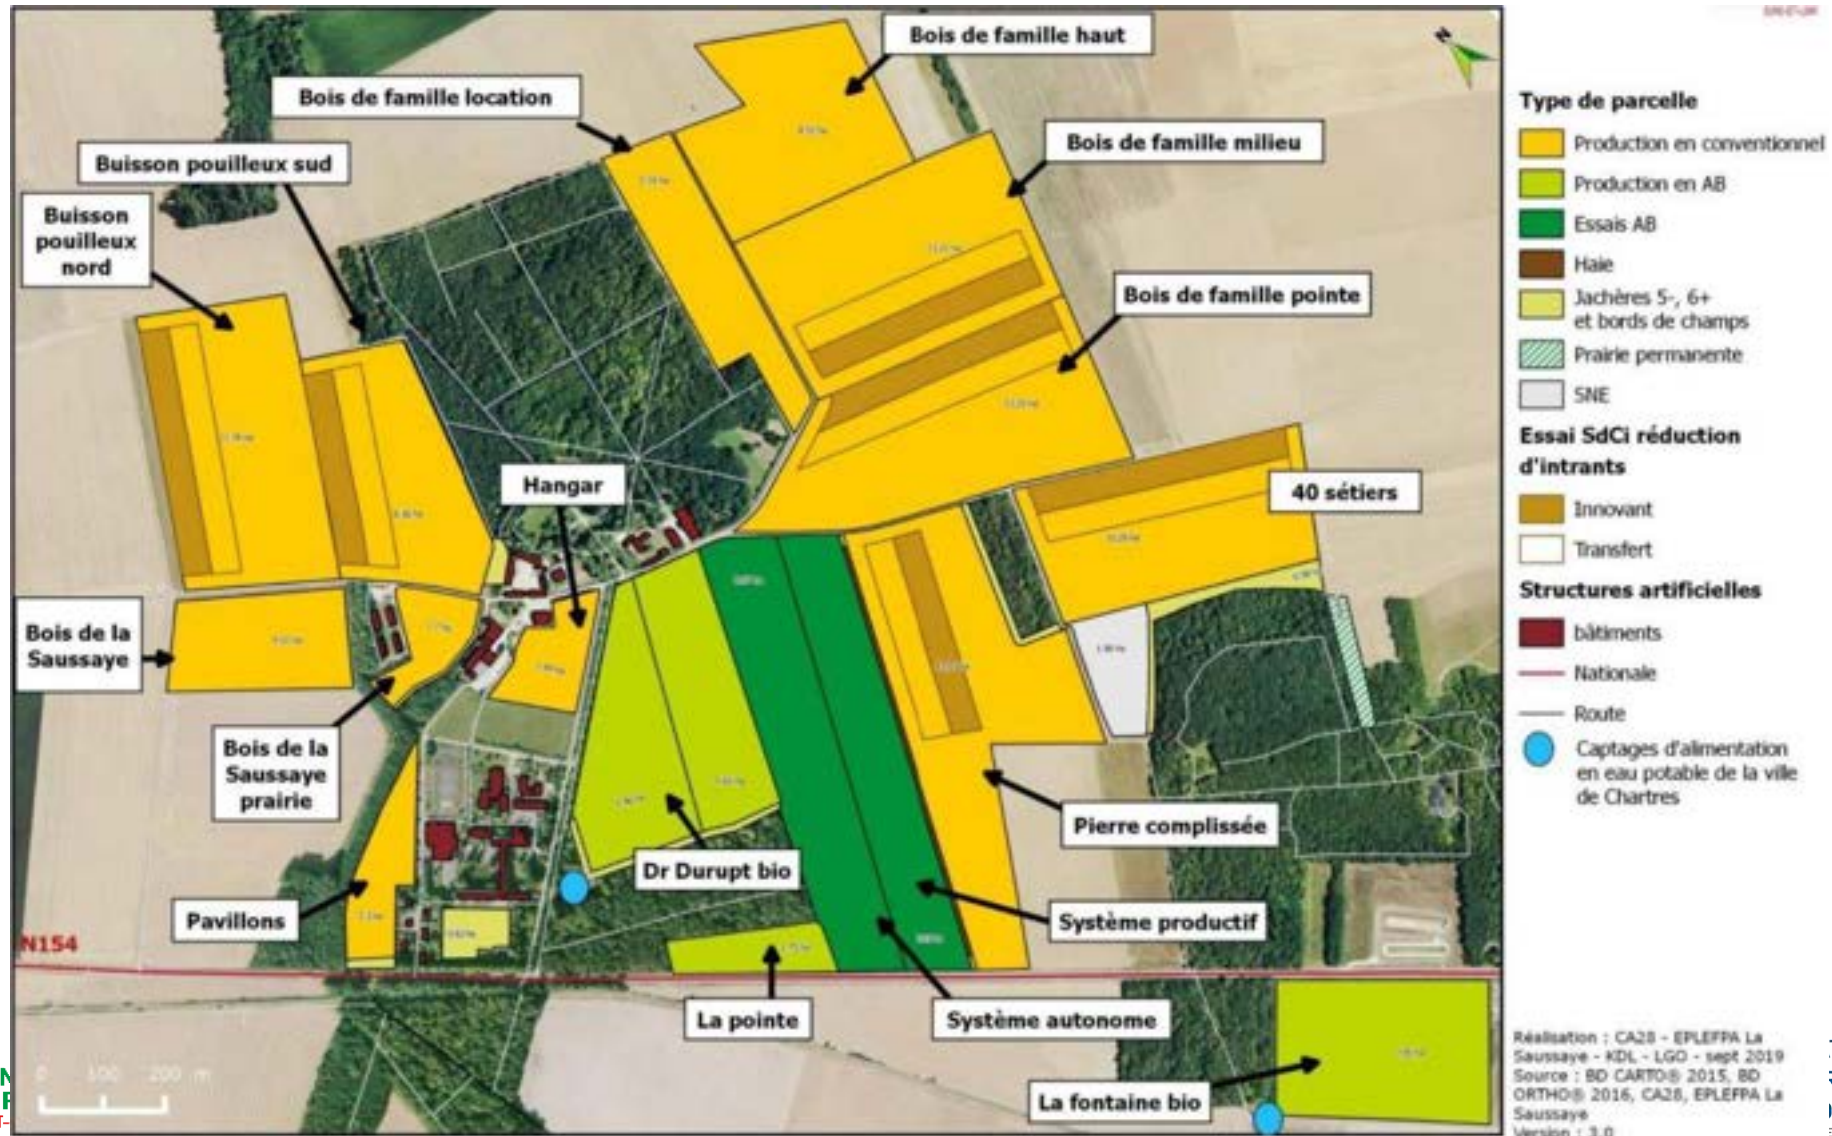 Bois de famille haut
Bois de famille location
Bois de famille milieu
Buisson pouilleux sud
Buisson
pouilleux
nord
Bois de famille pointe
Hangar
40 sétiers
Bois de la
Saussaye
Bois de la
Saussaye
prairie
Pierre complissée
Dr Durupt bio
Pavillons
Système productif
N154
La pointe
Système autonome
La fontaine bio
0 100 200 m
N
Type de parcelle
Production en conventionnel
Production en AB
Essais AB
Haie
Jachères 5-, 6+
et bords de champs
Prairie permanente
SNE
Essai SdCi réduction
d'intrants
Innovant
Transfert
Structures artificielles
bâtiments
Nationale
Route
Captages d'alimentation
en eau potable de la ville
de Chartres
Réalisation : CA28 - EPLEFPA La
Saussaye - KDL - LGO - sept 2019
Source : BD CARTO® 2015, BD
ORTHO® 2016, CA28, EPLEFPA La
Saussaye
Version : 3.0